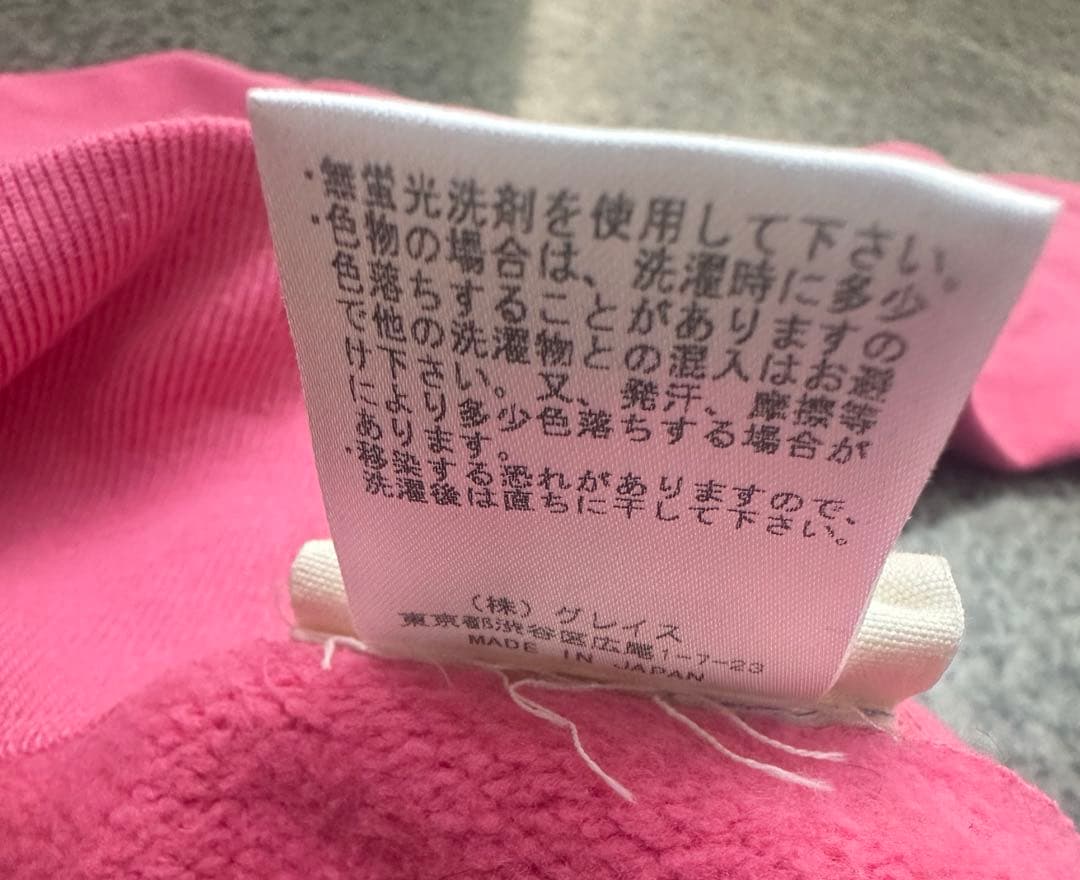 ・無蛍光洗剤を使用して下さい。
・色物の場合は、洗濯時に多少の
色落ちすることがありますの
で他の洗濯物との混入はお避
け下さい。又、発汗、摩擦等
により多少色落ちする場合が
あります。
・移染する恐れがありますので、
洗濯後は直ちに干して下さい。
(株)グレイス
東京都渋谷区広尾1-7-23
MADE IN JAPAN